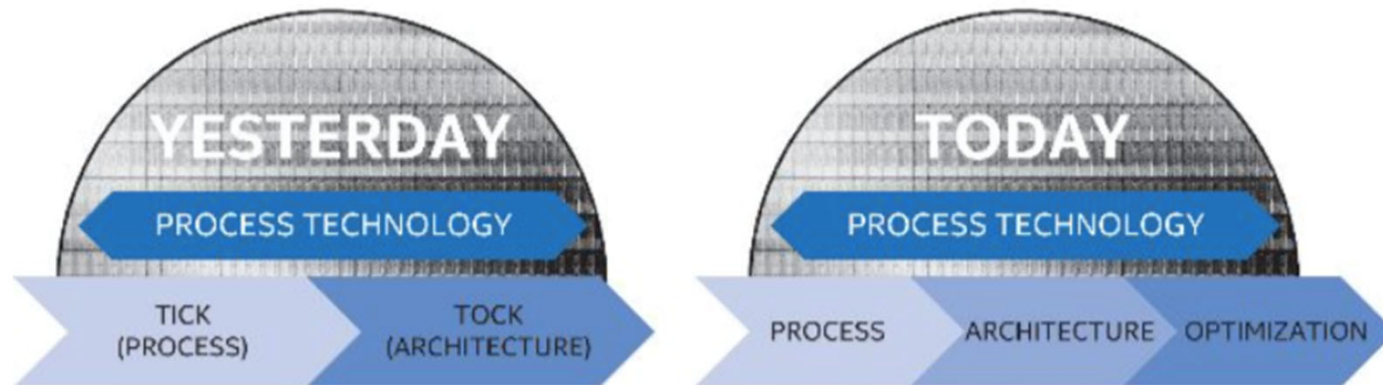 YESTERDAY
PROCESS TECHNOLOGY
TICK
(PROCESS)
TOCK
(ARCHITECTURE)
TODAY
PROCESS TECHNOLOGY
PROCESS
ARCHITECTURE
OPTIMIZATION